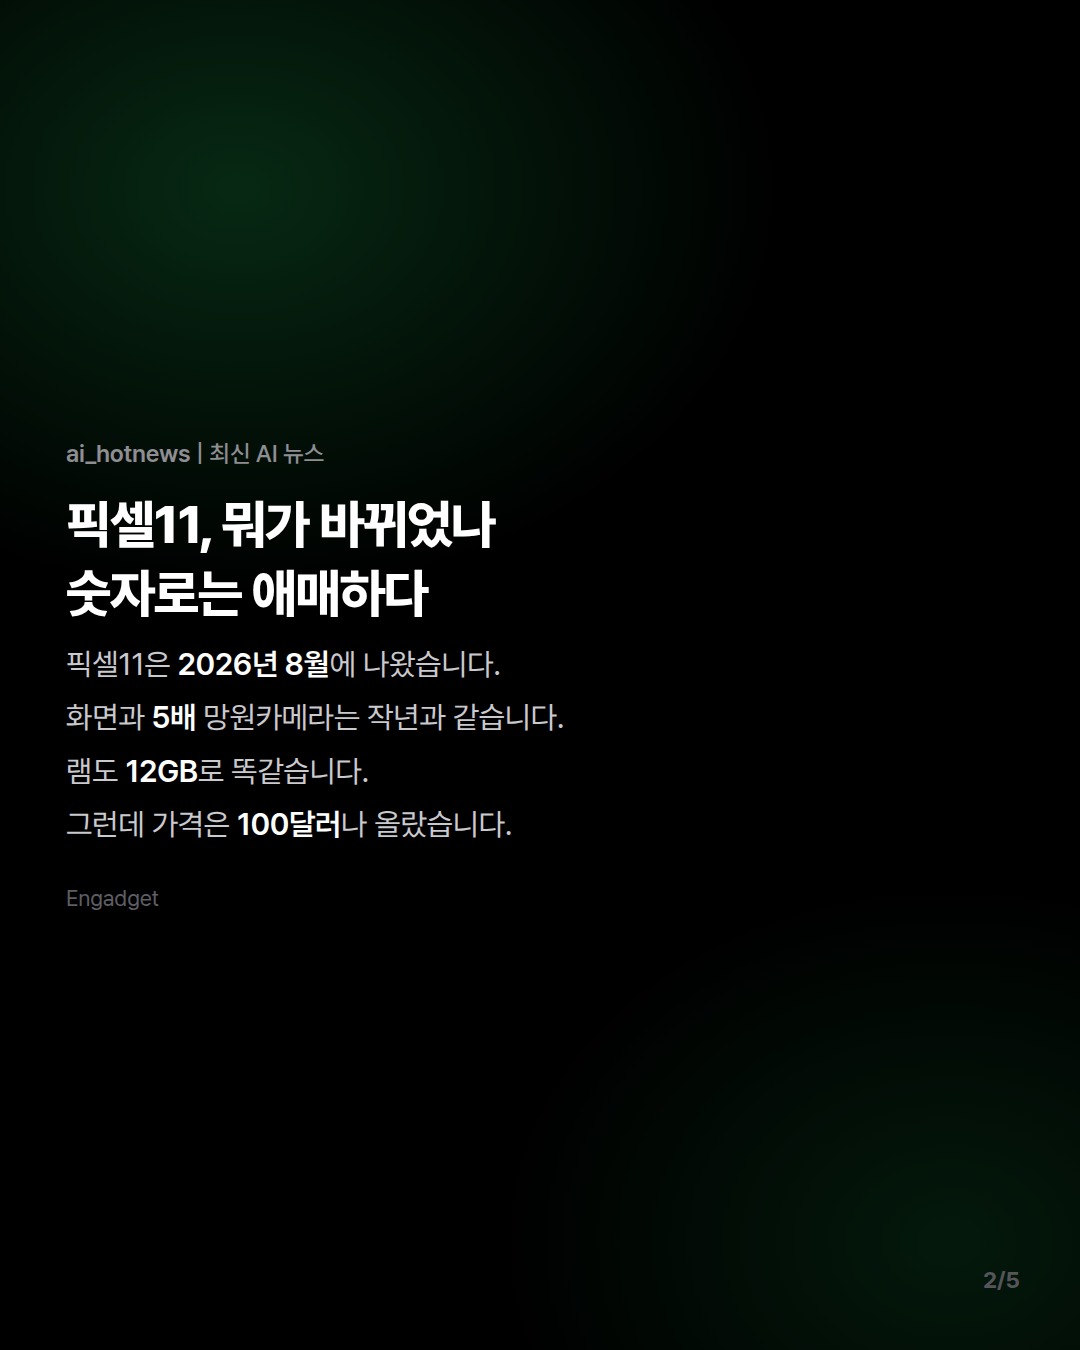 ai_hotnews | 최신 AI 뉴스
픽셀11, 뭐가 바뀌었나
숫자로는 애매하다
픽셀11은 2026년 8월에 나왔습니다.
화면과 5배 망원카메라는 작년과 같습니다.
램도 12GB로 똑같습니다.
그런데 가격은 100달러나 올랐습니다.
Engadget
2/5